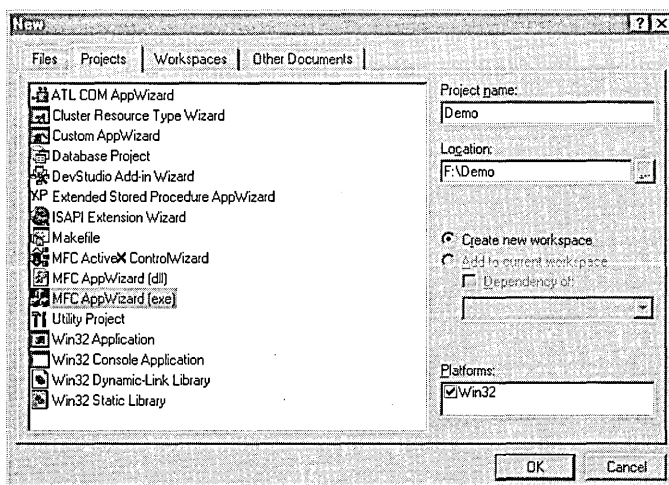 New
Files Projects Workspaces Other Documents
ATL COM AppWizard
Cluster Resource Type Wizard
Custom AppWizard
Database Project
DevStudio Add-in Wizard
XP Extended Stored Procedure AppWizard
ISAPI Extension Wizard
Makefile
MFC ActiveX ControlWizard
MFC AppWizard (dll)
MFC AppWizard (exe)
Utility Project
Win32 Application
Win32 Console Application
Win32 Dynamic-Link Library
Win32 Static Library
Project name:
Demo
Location:
F:\Demo
...
Create new workspace
Add to current workspace
Dependency of:
Platforms:
Win32
OK Cancel